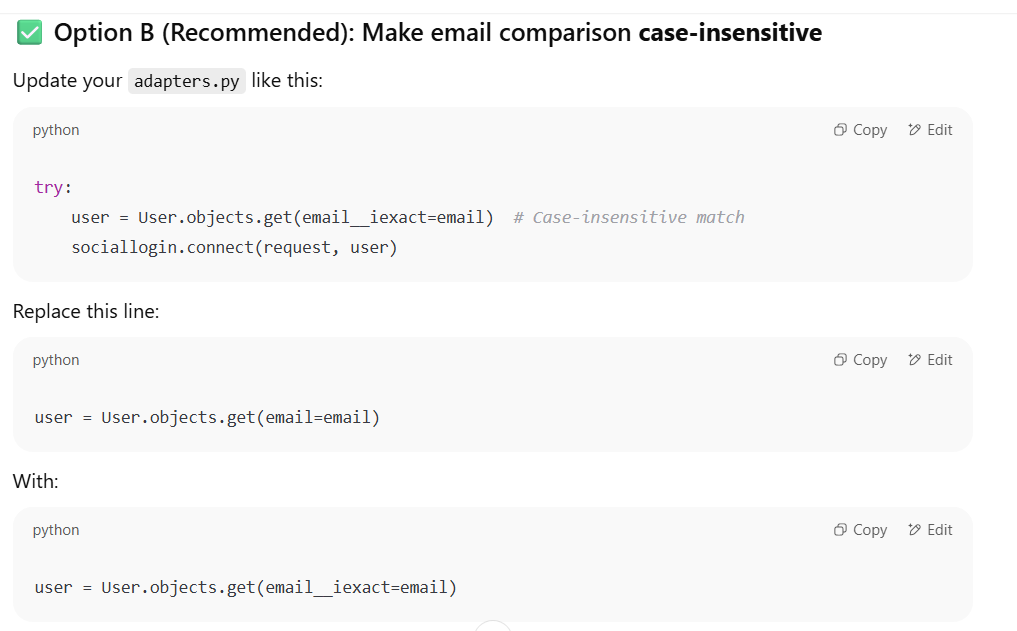 ✅ Option B (Recommended): Make email comparison case-insensitive
Update your adapters.py like this:
python Copy Edit
try:
    user = User.objects.get(email__iexact=email)  # Case-insensitive match
    sociallogin.connect(request, user)
Replace this line:
python Copy Edit
user = User.objects.get(email=email)
With:
python Copy Edit
user = User.objects.get(email__iexact=email)